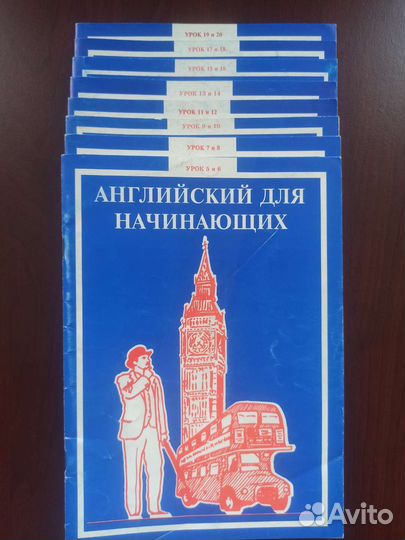 УРОК 19 и 20
УРОК 17 и 18
УРОК 15 и 16
УРОК 13 и 14
УРОК 11 и 12
УРОК 9 и 10
УРОК 7 и 8
УРОК 5 и 6
АНГЛИЙСКИЙ ДЛЯ
НАЧИНАЮЩИХ
Avito